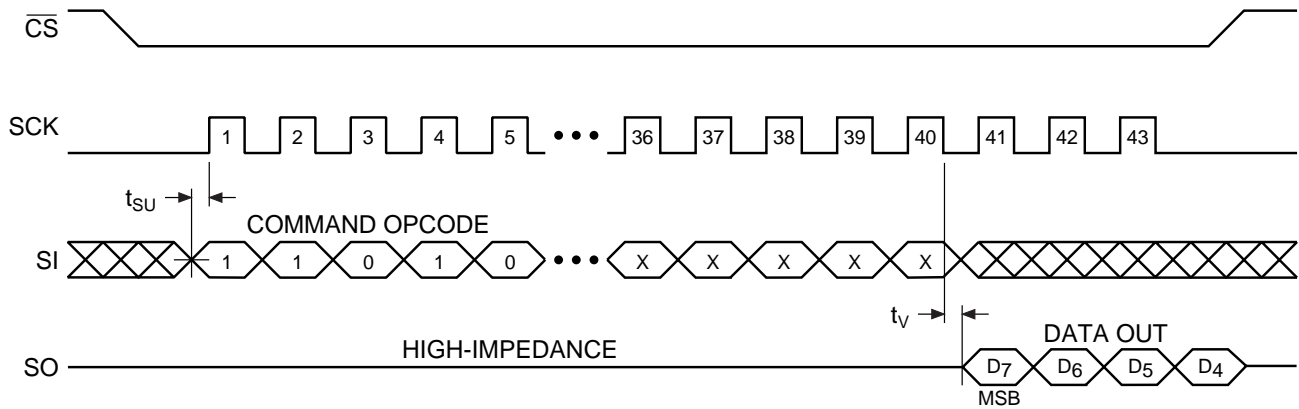 CS
SCK 1 2 3 4 5 ••• 36 37 38 39 40 41 42 43
tSU
COMMAND OPCODE
SI 1 1 0 1 0 ••• X X X X X
tV
HIGH-IMPEDANCE
DATA OUT
SO D7 D6 D5 D4
MSB